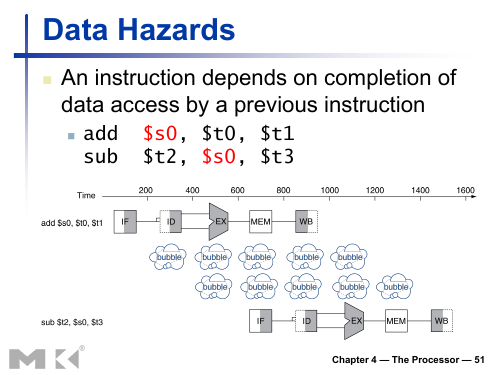 Data Hazards
An instruction depends on completion of
data access by a previous instruction
add $s0, $t0, $t1
sub $t2, $s0, $t3
Time 200 400 600 800 1000 1200 1400 1600
add $s0, $t0, $t1 IF ID EX MEM WB
bubble bubble bubble bubble bubble
bubble bubble bubble bubble bubble
sub $t2, $s0, $t3 IF ID EX MEM WB
MK®
Chapter 4 — The Processor — 51